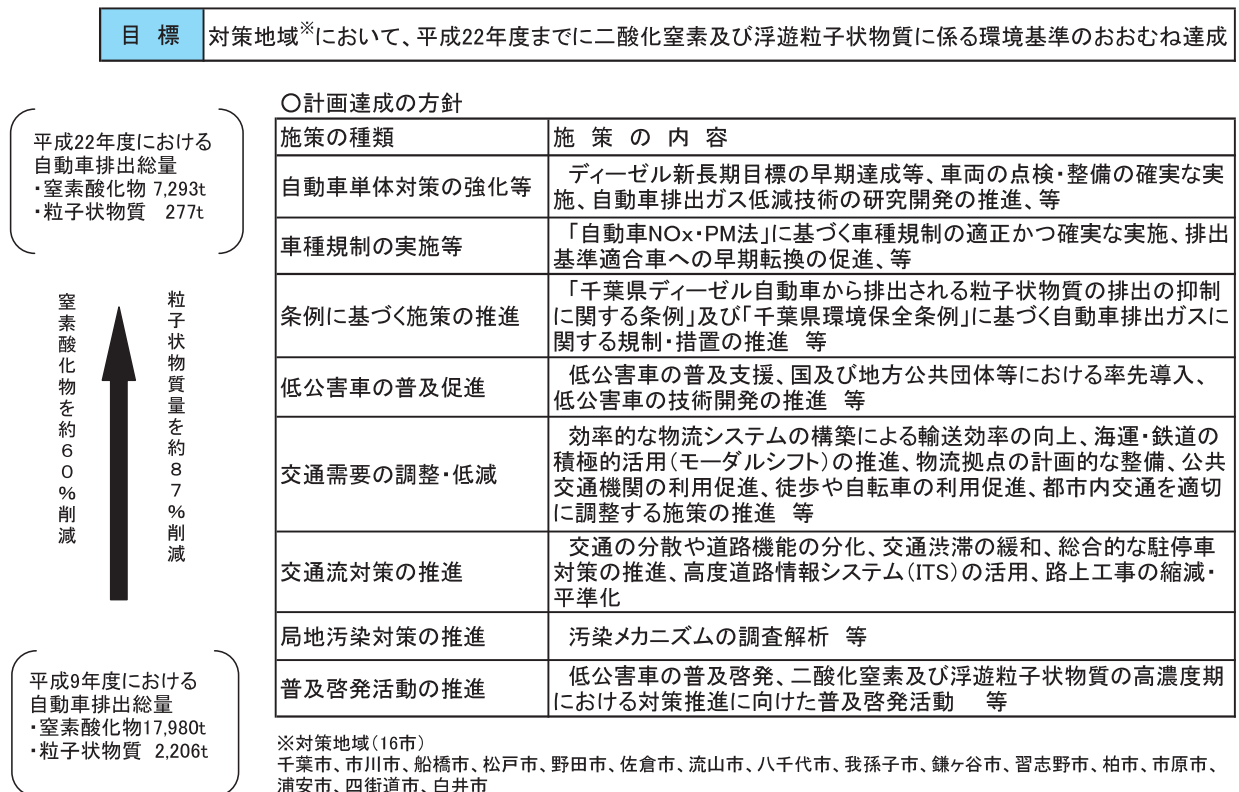 目 標
対策地域※において、平成22年度までに二酸化窒素及び浮遊粒子状物質に係る環境基準のおおむね達成
平成22年度における
自動車排出総量
・窒素酸化物 7,293t
・粒子状物質 277t
窒素酸化物を約60%削減
粒子状物質量を約87%削減
平成9年度における
自動車排出総量
・窒素酸化物17,980t
・粒子状物質 2,206t
○計画達成の方針
施策の種類
施 策 の 内 容
自動車単体対策の強化等
ディーゼル新長期目標の早期達成等、車両の点検・整備の確実な実
施、自動車排出ガス低減技術の研究開発の推進、等
車種規制の実施等
「自動車NOx・PM法」に基づく車種規制の適正かつ確実な実施、排出
基準適合車への早期転換の促進、等
条例に基づく施策の推進
「千葉県ディーゼル自動車から排出される粒子状物質の排出の抑制
に関する条例」及び「千葉県環境保全条例」に基づく自動車排出ガスに
関する規制・措置の推進 等
低公害車の普及促進
低公害車の普及支援、国及び地方公共団体等における率先導入、
低公害車の技術開発の推進 等
交通需要の調整・低減
効率的な物流システムの構築による輸送効率の向上、海運・鉄道の
積極的活用(モーダルシフト)の推進、物流拠点の計画的な整備、公共
交通機関の利用促進、徒歩や自転車の利用促進、都市内交通を適切
に調整する施策の推進 等
交通流対策の推進
交通の分散や道路機能の分化、交通渋滞の緩和、総合的な駐停車
対策の推進、高度道路情報システム(ITS)の活用、路上工事の縮減・
平準化
局地汚染対策の推進
汚染メカニズムの調査解析 等
普及啓発活動の推進
低公害車の普及啓発、二酸化窒素及び浮遊粒子状物質の高濃度期
における対策推進に向けた普及啓発活動 等
※対策地域(16市)
千葉市、市川市、船橋市、松戸市、野田市、佐倉市、流山市、八千代市、我孫子市、鎌ヶ谷市、習志野市、柏市、市原市、
浦安市、四街道市、白井市